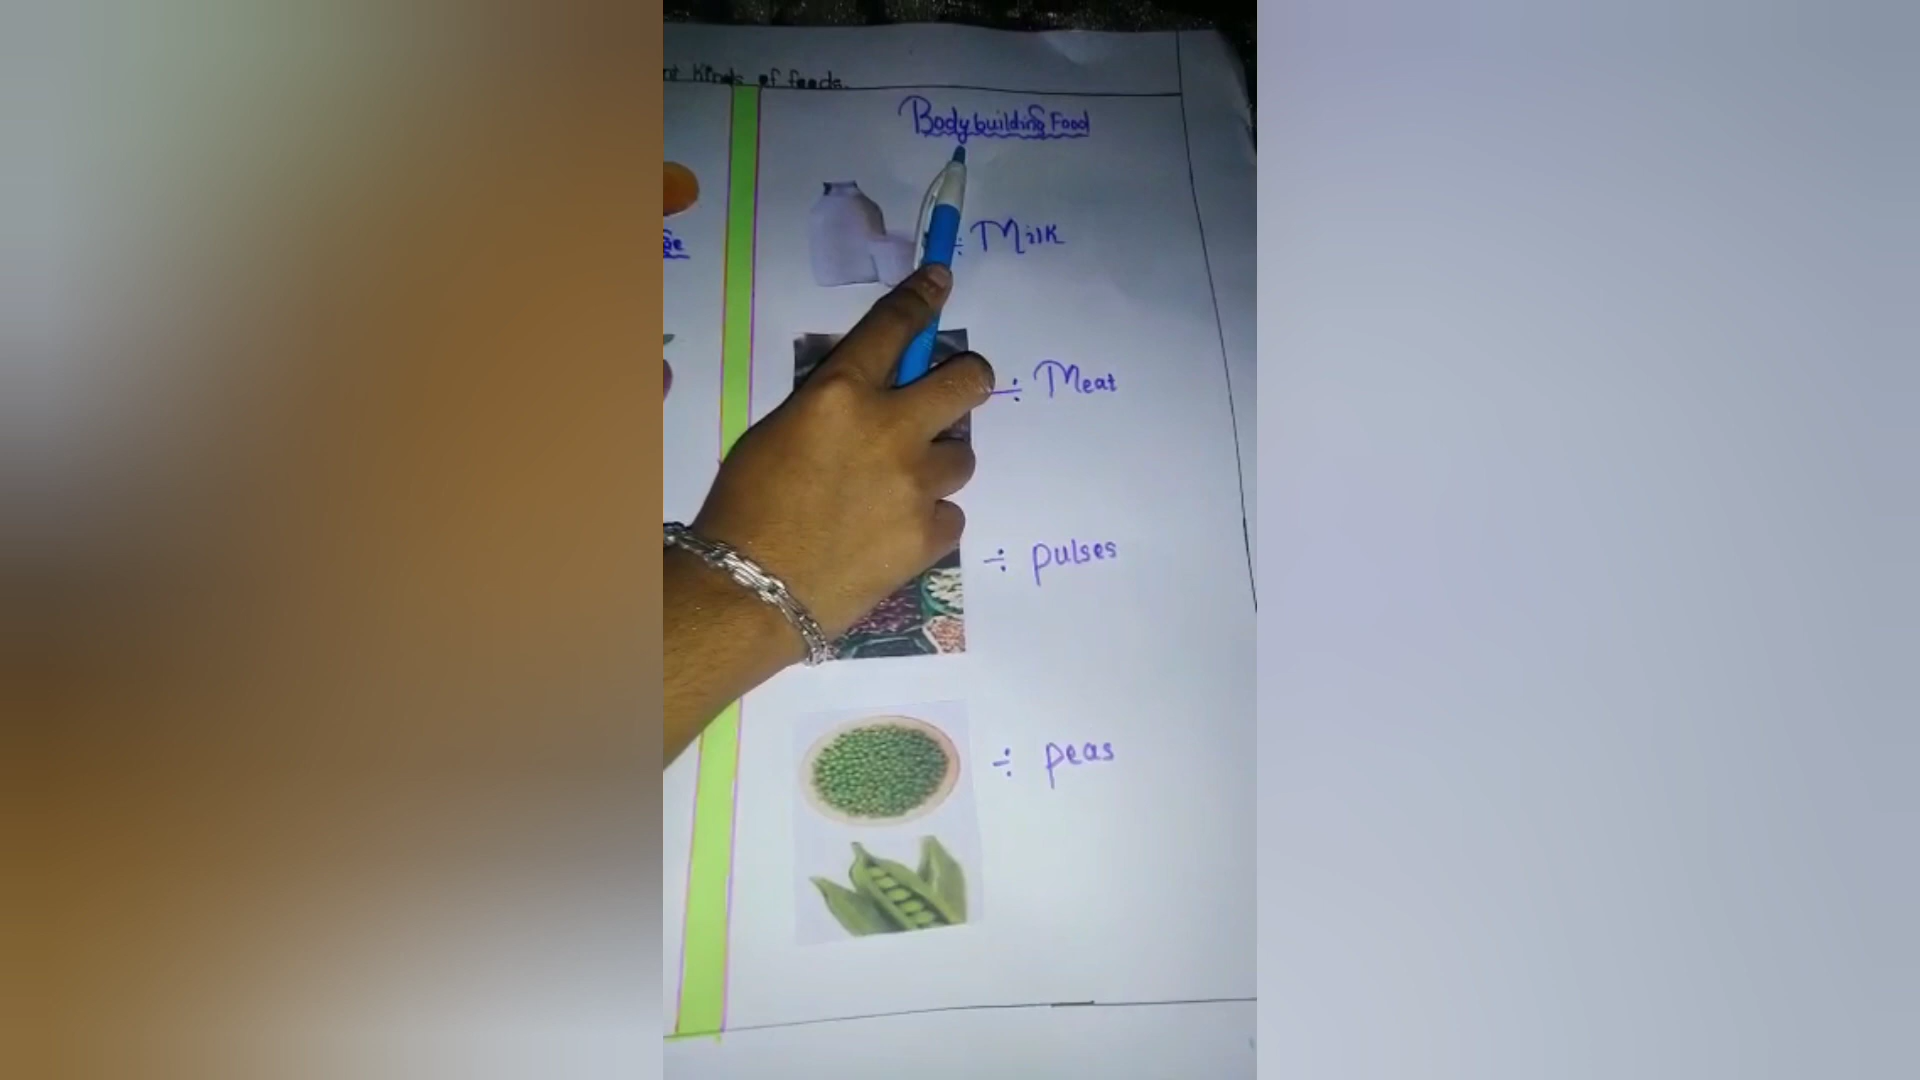 kinds of foods.
Body building Food
÷ Milk
÷ Meat
÷ pulses
÷ peas